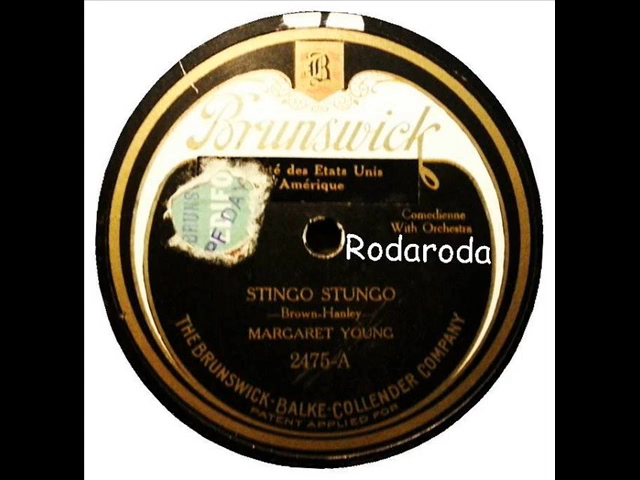 B
Brunswick
té des Etats Unis
Amérique
Comedienne
With Orchestra
Rodaroda
STINGO STUNGO
—Brown-Hanley—
MARGARET YOUNG
2475-A
THE BRUNSWICK-BALKE-COLLENDER COMPANY
PATENT APPLIED FOR